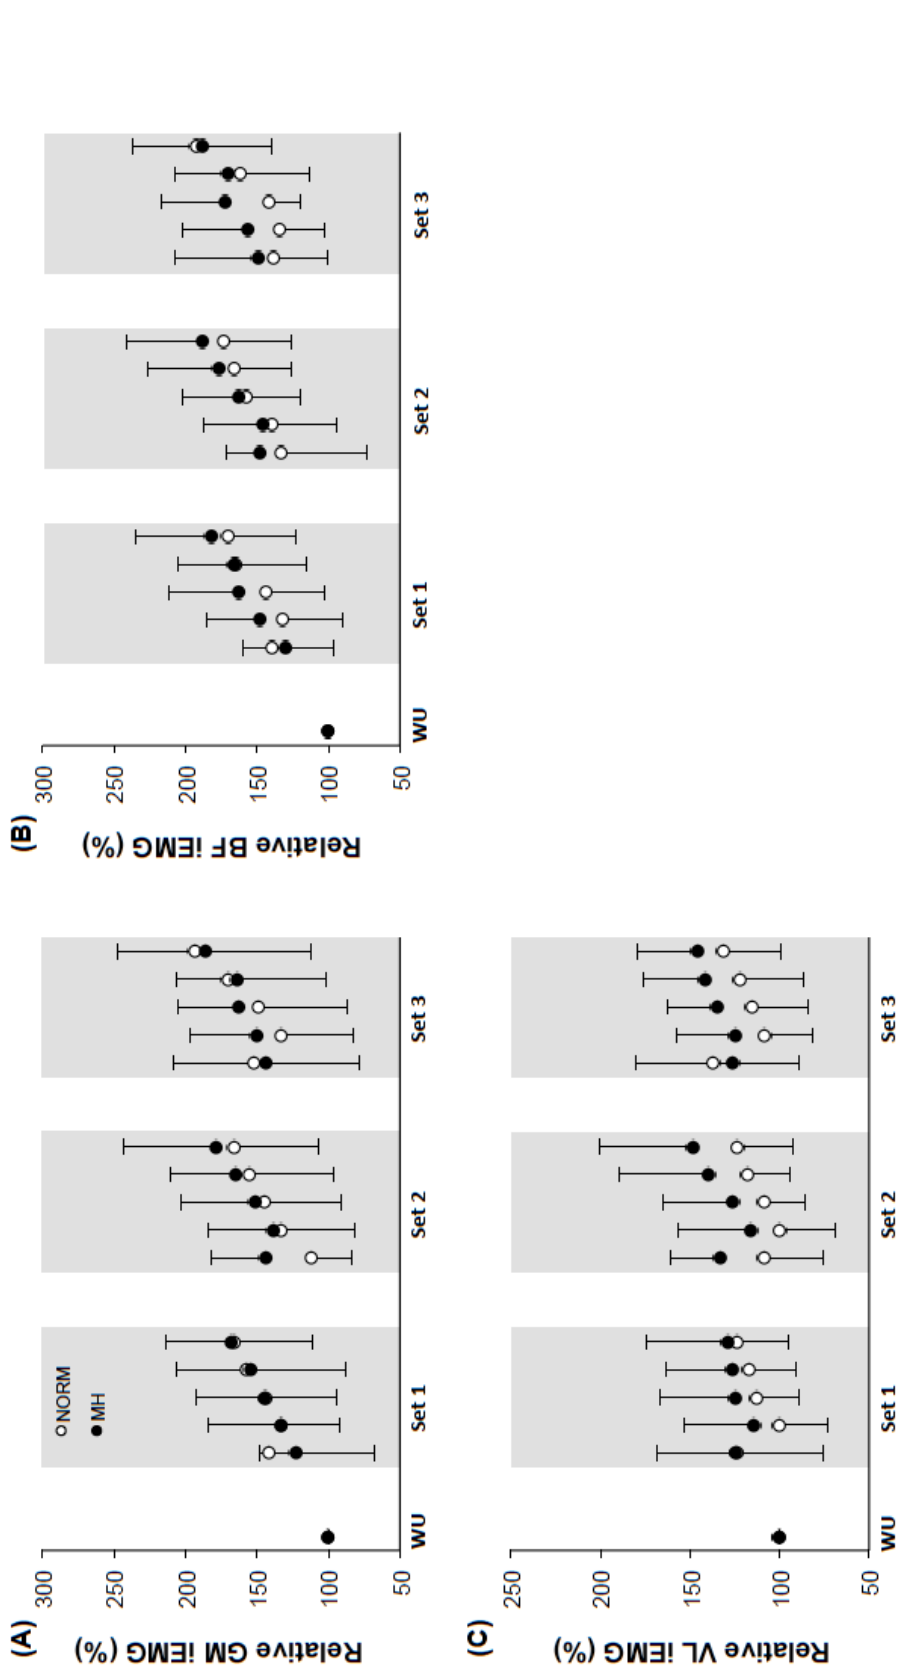 (A)
Relative GM iEMG (%)
300
250
200
150
100
50
NORM
MH
WU
Set 1
Set 2
Set 3
(B)
Relative BF iEMG (%)
300
250
200
150
100
50
WU
Set 1
Set 2
Set 3
(C)
Relative VL iEMG (%)
250
200
150
100
50
WU
Set 1
Set 2
Set 3